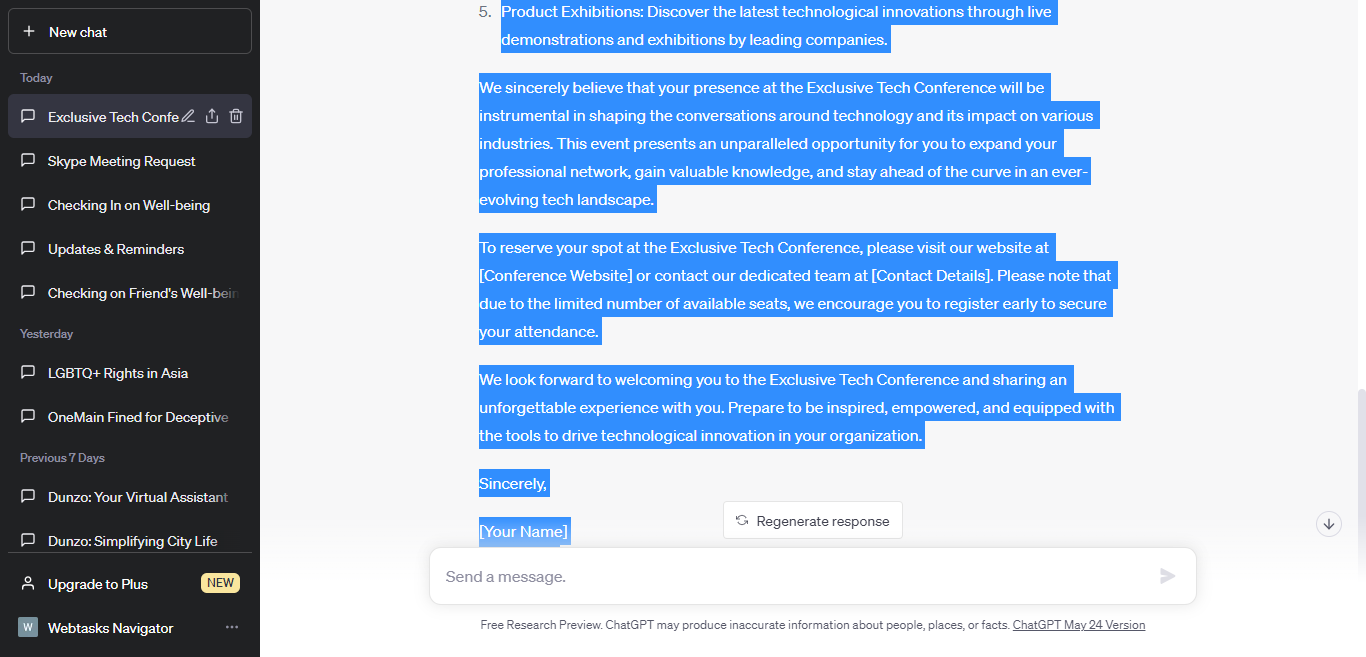 New chat
Today
Exclusive Tech Confe
Skype Meeting Request
Checking In on Well-being
Updates & Reminders
Checking on Friend's Well-bein
Yesterday
LGBTQ+ Rights in Asia
OneMain Fined for Deceptive
Previous 7 Days
Dunzo: Your Virtual Assistant
Dunzo: Simplifying City Life
Upgrade to Plus NEW
W Webtasks Navigator
5. Product Exhibitions: Discover the latest technological innovations through live
demonstrations and exhibitions by leading companies.
We sincerely believe that your presence at the Exclusive Tech Conference will be
instrumental in shaping the conversations around technology and its impact on various
industries. This event presents an unparalleled opportunity for you to expand your
professional network, gain valuable knowledge, and stay ahead of the curve in an ever-
evolving tech landscape.
To reserve your spot at the Exclusive Tech Conference, please visit our website at
[Conference Website] or contact our dedicated team at [Contact Details]. Please note that
due to the limited number of available seats, we encourage you to register early to secure
your attendance.
We look forward to welcoming you to the Exclusive Tech Conference and sharing an
unforgettable experience with you. Prepare to be inspired, empowered, and equipped with
the tools to drive technological innovation in your organization.
Sincerely,
[Your Name]
Regenerate response
Send a message.
Free Research Preview. ChatGPT may produce inaccurate information about people, places, or facts. ChatGPT May 24 Version